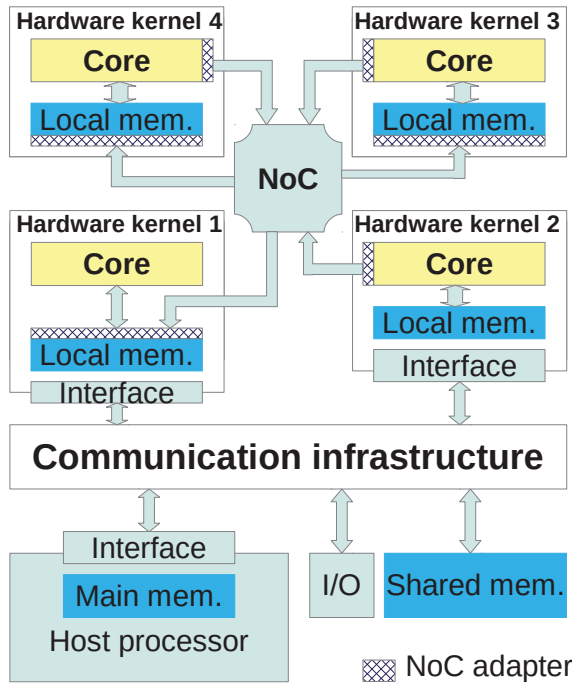 Hardware kernel 4
Core
Local mem.
Hardware kernel 3
Core
Local mem.
NoC
Hardware kernel 1
Core
Local mem.
Interface
Hardware kernel 2
Core
Local mem.
Interface
Communication infrastructure
Interface
Main mem.
Host processor
I/O
Shared mem.
NoC adapter